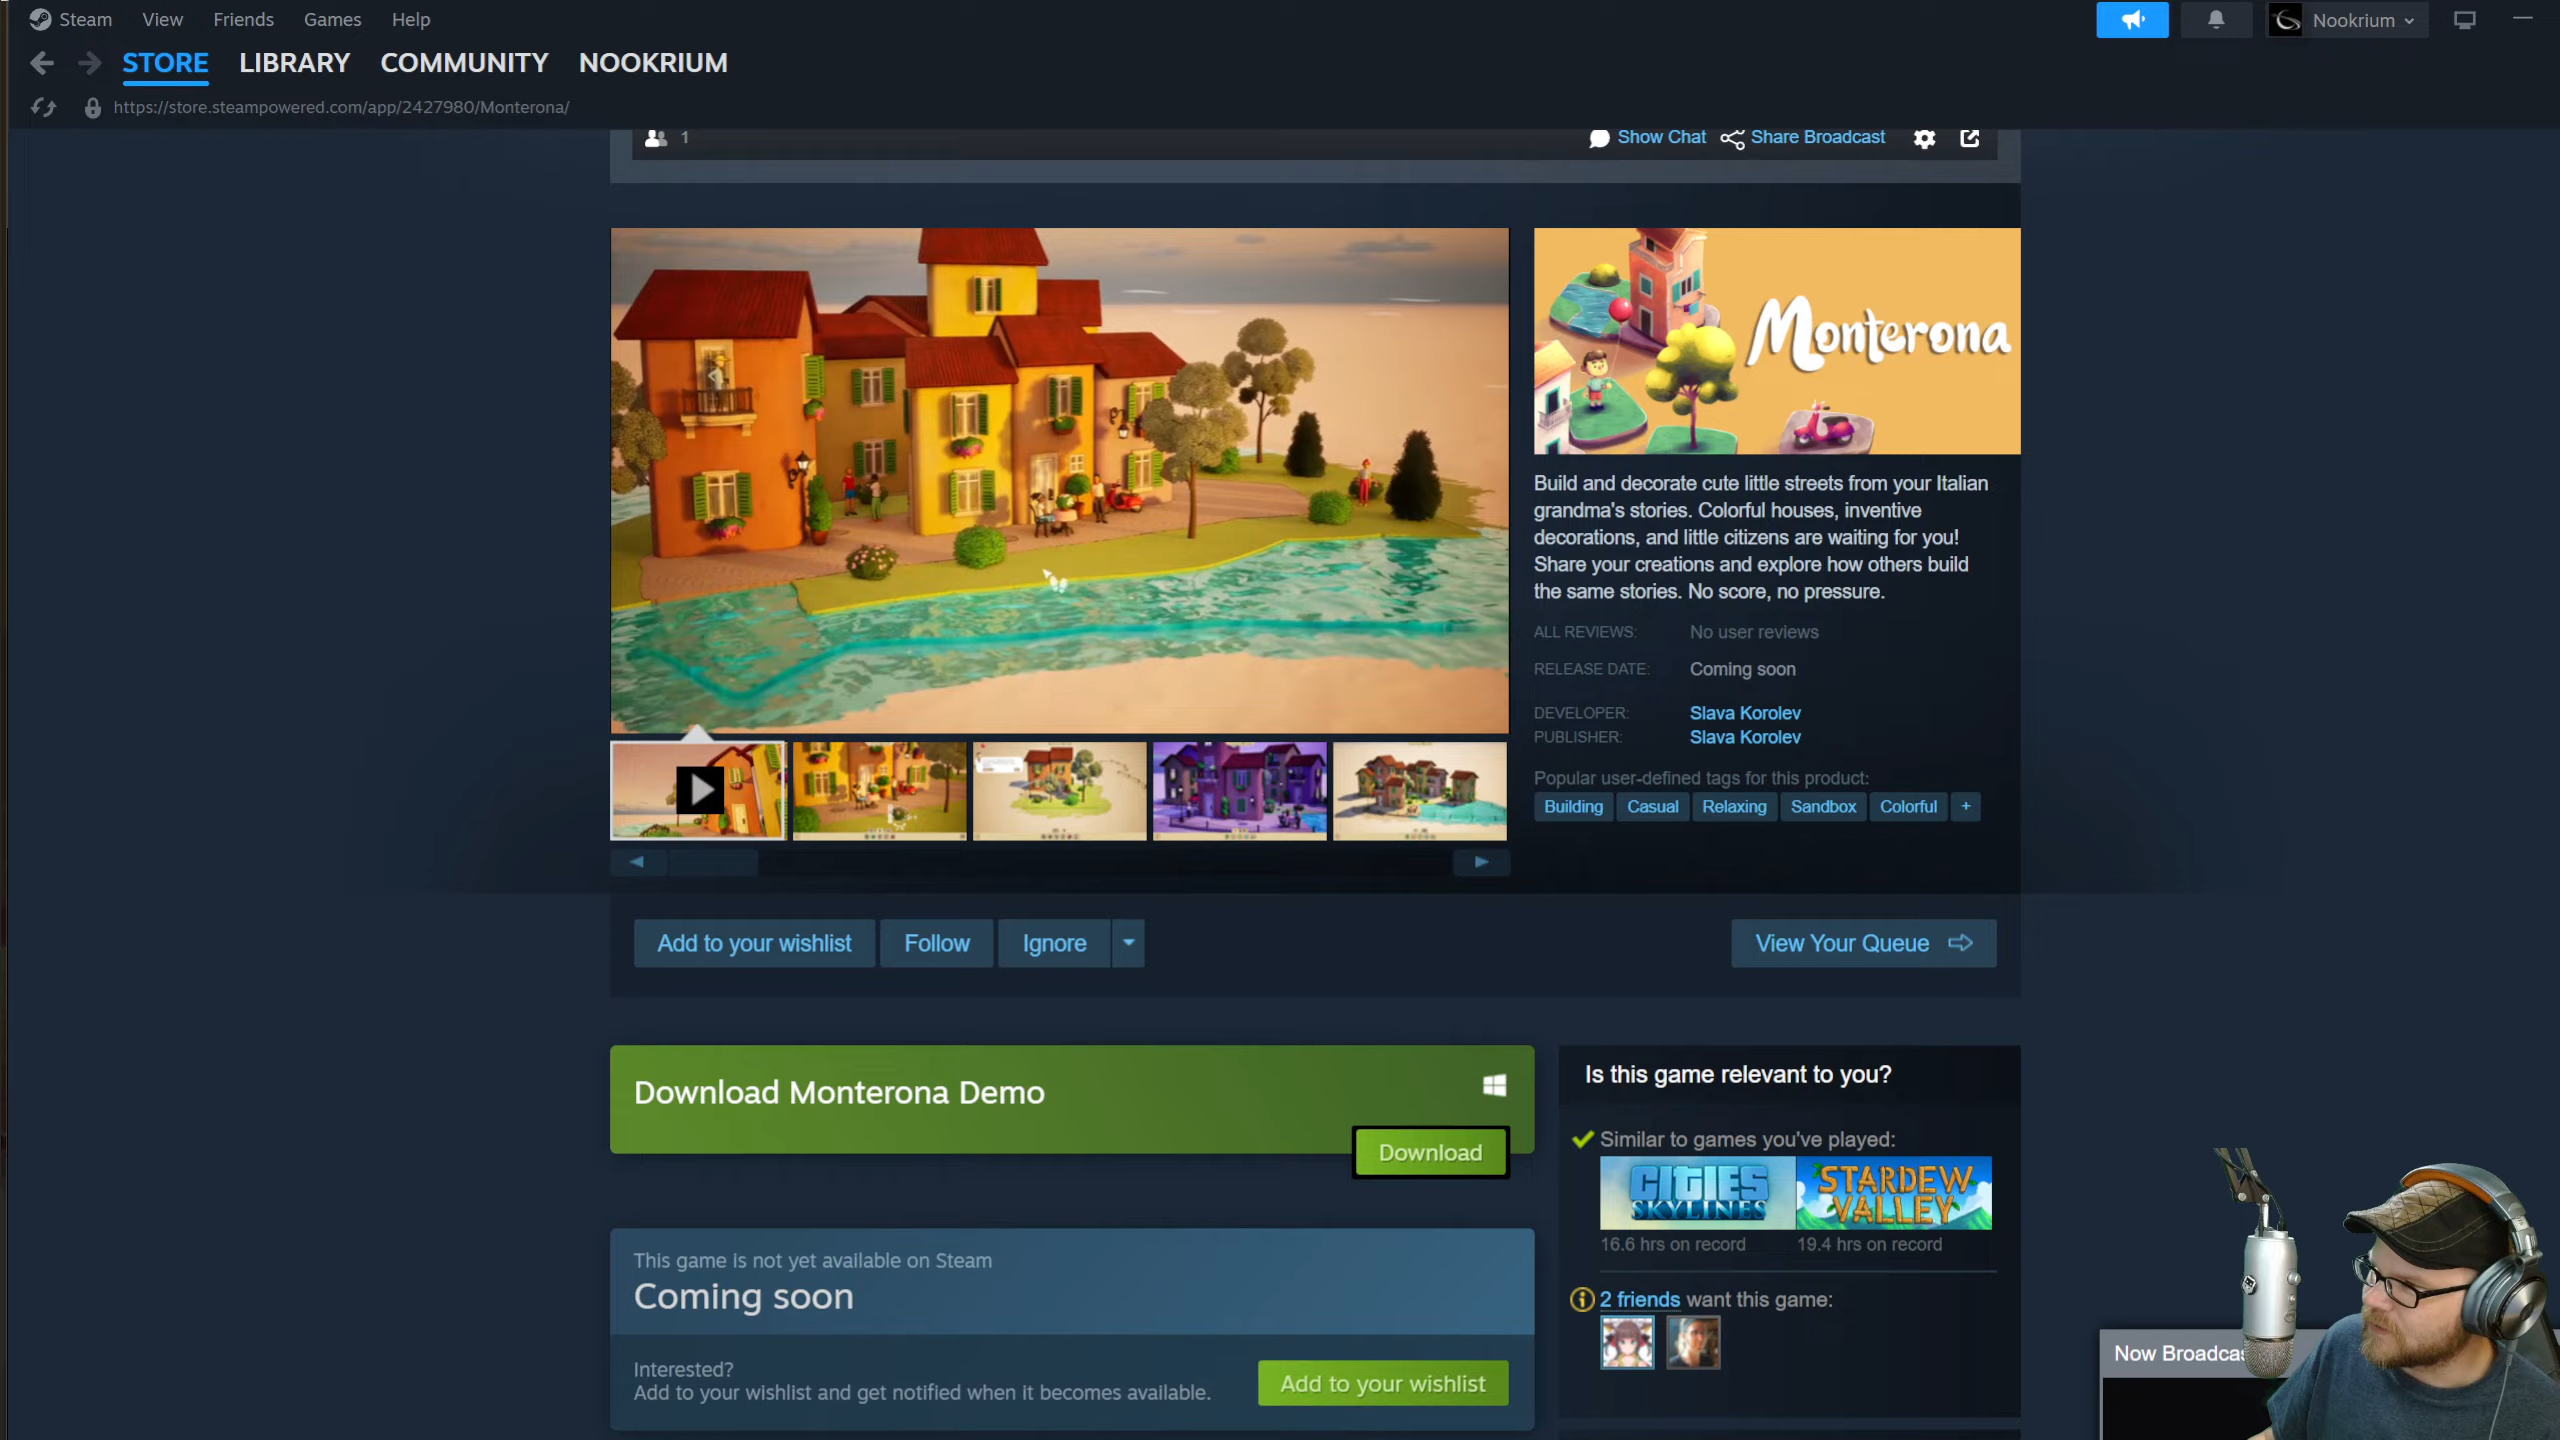 Steam View Friends Games Help
Nookrium
STORE LIBRARY COMMUNITY NOOKRIUM
https://store.steampowered.com/app/2427980/Monterona/
1
Show Chat Share Broadcast
Monterona
Build and decorate cute little streets from your Italian
grandma's stories. Colorful houses, inventive
decorations, and little citizens are waiting for you!
Share your creations and explore how others build
the same stories. No score, no pressure.
ALL REVIEWS: No user reviews
RELEASE DATE: Coming soon
DEVELOPER: Slava Korolev
PUBLISHER: Slava Korolev
Popular user-defined tags for this product:
Building Casual Relaxing Sandbox Colorful +
Add to your wishlist Follow Ignore
View Your Queue
Download Monterona Demo
Download
This game is not yet available on Steam
Coming soon
Interested?
Add to your wishlist and get notified when it becomes available.
Add to your wishlist
Is this game relevant to you?
Similar to games you've played:
CITIES
SKYLINES
STARDEW
VALLEY
16.6 hrs on record 19.4 hrs on record
2 friends want this game:
Now Broadcas